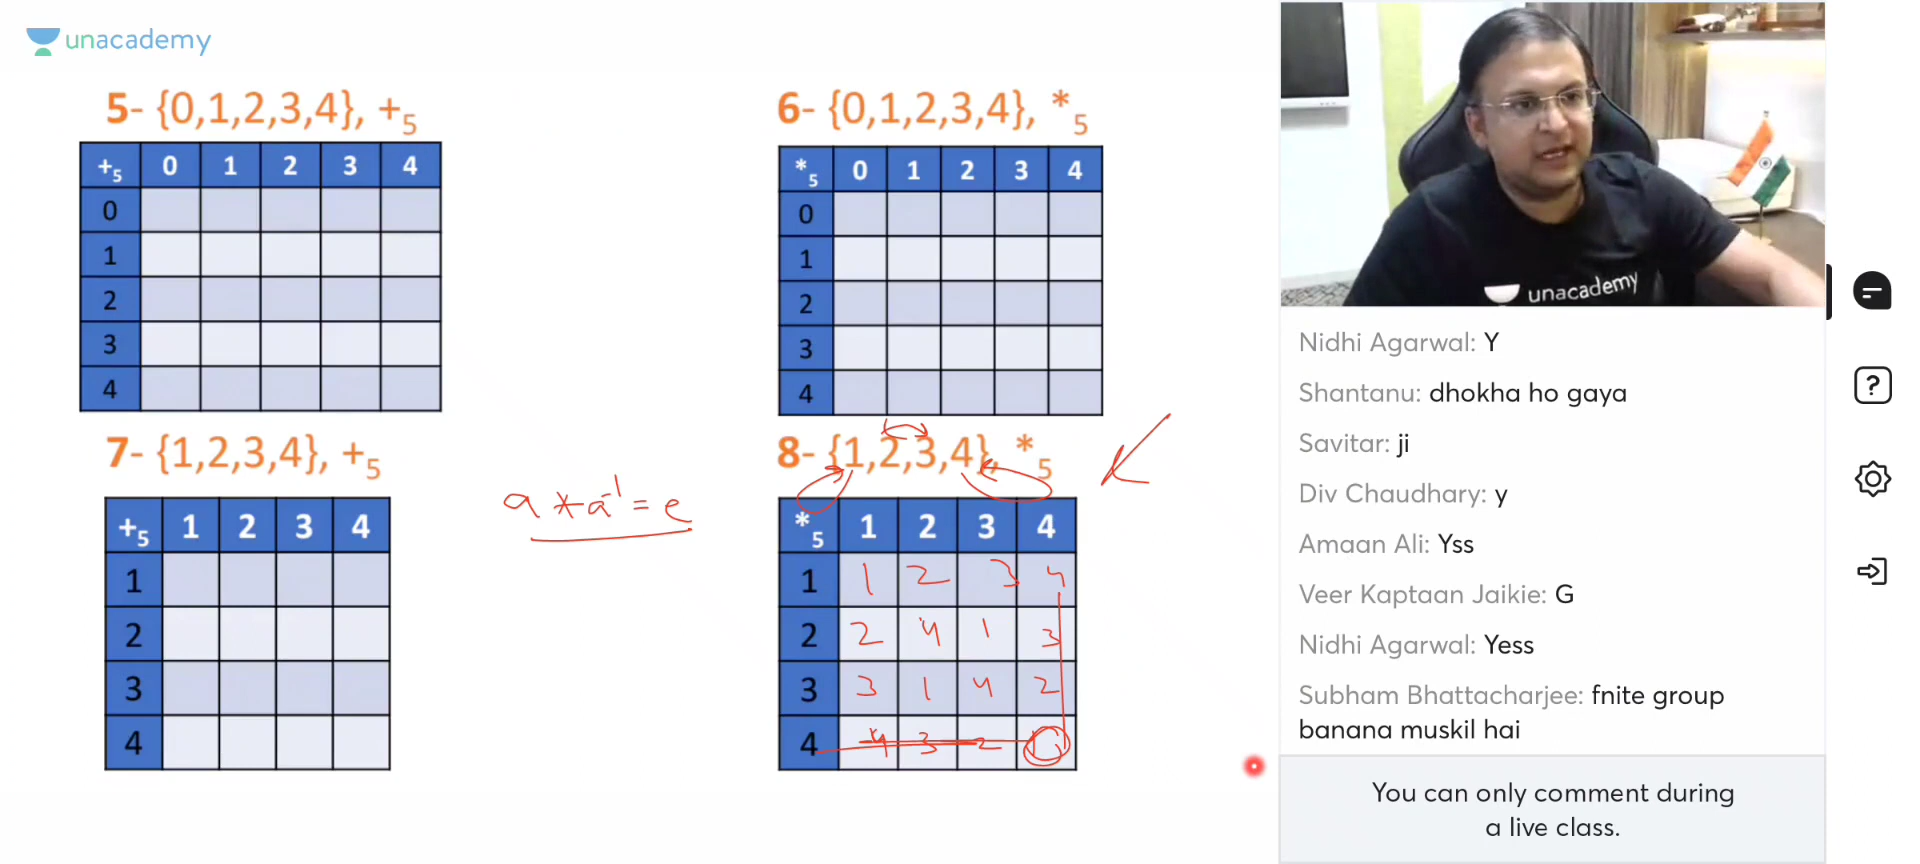 unacademy
5- {0,1,2,3,4}, +5
+5 0 1 2 3 4
0
1
2
3
4
6- {0,1,2,3,4}, *5
*5 0 1 2 3 4
0
1
2
3
4
7- {1,2,3,4}, +5
+5 1 2 3 4
1
2
3
4
a * a⁻¹ = e
8- {1,2,3,4}, *5
*5 1 2 3 4
1 1 2 3 4
2 2 4 1 3
3 3 1 4 2
4 4 3 2 1
unacademy
Nidhi Agarwal: Y
Shantanu: dhokha ho gaya
Savitar: ji
Div Chaudhary: y
Amaan Ali: Yss
Veer Kaptaan Jaikie: G
Nidhi Agarwal: Yess
Subham Bhattacharjee: fnite group
banana muskil hai
You can only comment during
a live class.
?